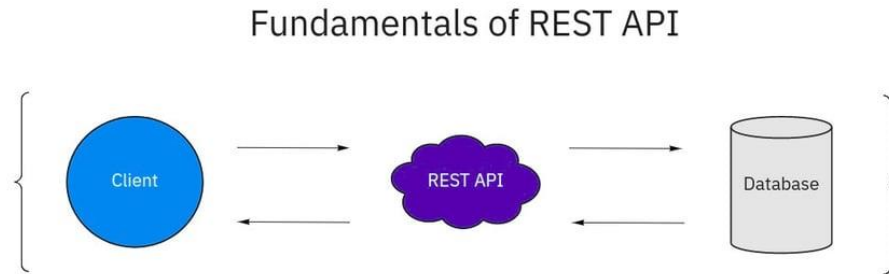 Fundamentals of REST API
Client
REST API
Database